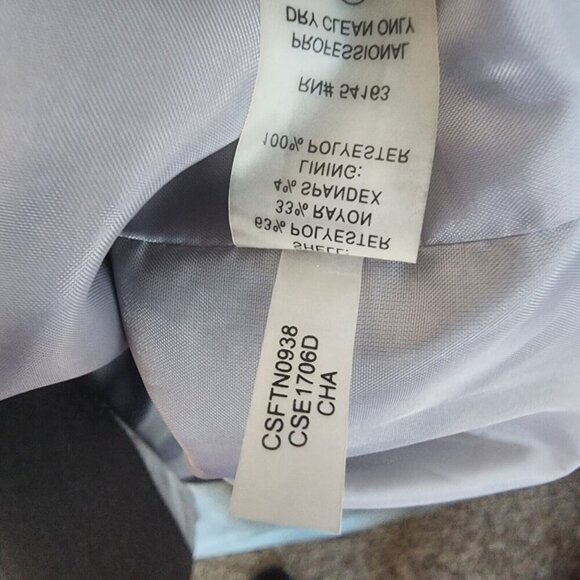 SHELL:
63% POLYESTER
33% RAYON
4% SPANDEX
LINING:
100% POLYESTER
RN# 54163
PROFESSIONAL
DRY CLEAN ONLY
CSFTN0938
CSE1706D
CHA